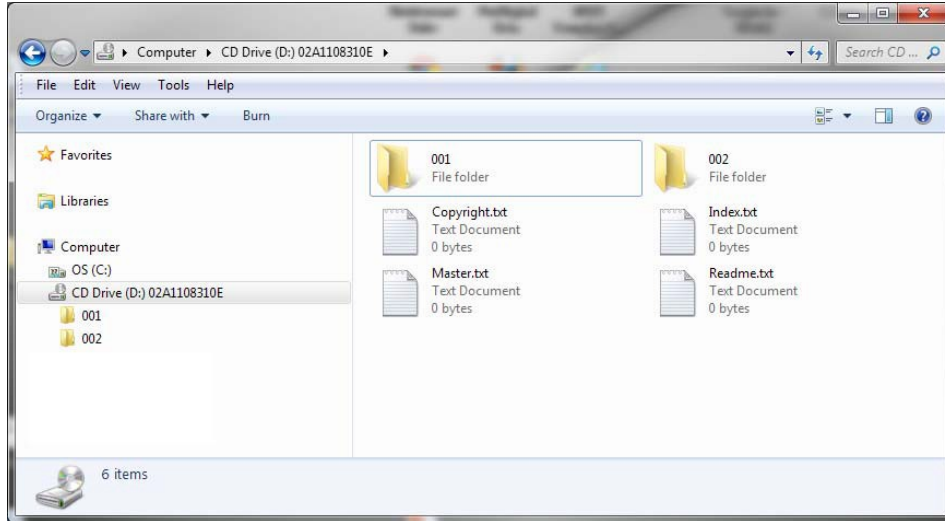 Computer ▸ CD Drive (D:) 02A1108310E ▸
Search CD ...
File Edit View Tools Help
Organize Share with Burn
Favorites
Libraries
Computer
OS (C:)
CD Drive (D:) 02A1108310E
001
002
001
File folder
002
File folder
Copyright.txt
Text Document
0 bytes
Index.txt
Text Document
0 bytes
Master.txt
Text Document
0 bytes
Readme.txt
Text Document
0 bytes
6 items